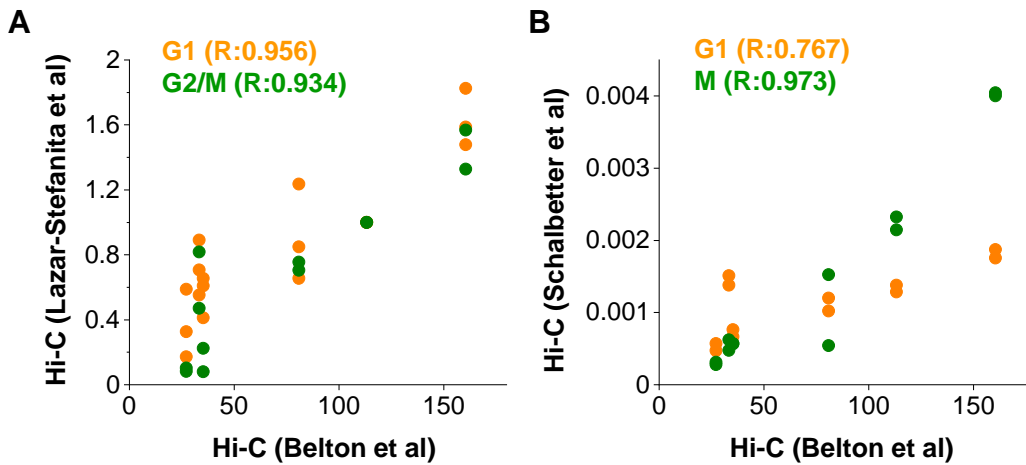 A
G1 (R:0.956)
G2/M (R:0.934)
Hi-C (Lazar-Stefanita et al)
2
1.6
1.2
0.8
0.4
0
0
50
100
150
Hi-C (Belton et al)
B
G1 (R:0.767)
M (R:0.973)
Hi-C (Schalbetter et al)
0.004
0.003
0.002
0.001
0
0
50
100
150
Hi-C (Belton et al)